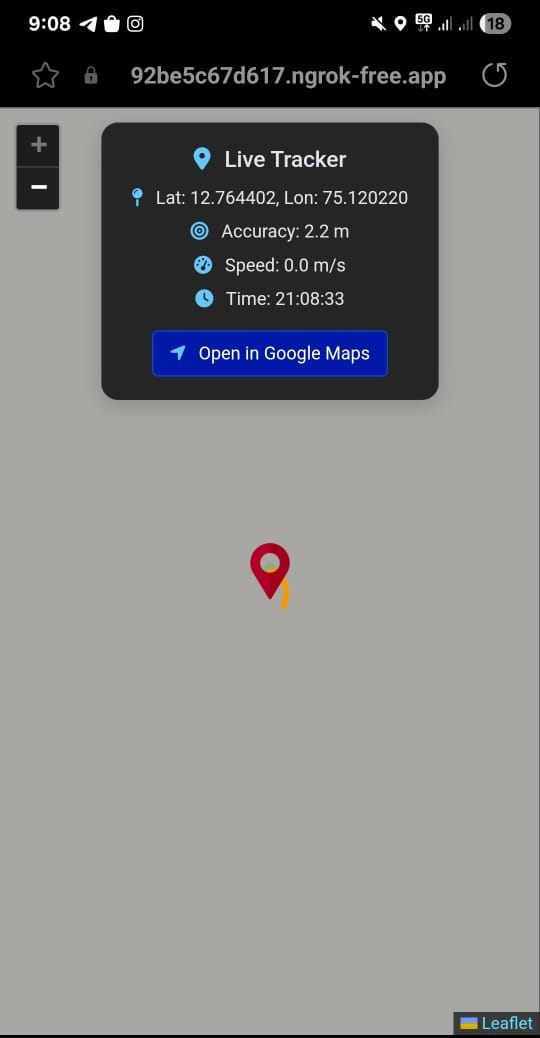 9:08
5G
18
92be5c67d617.ngrok-free.app
+
−
Live Tracker
Lat: 12.764402, Lon: 75.120220
Accuracy: 2.2 m
Speed: 0.0 m/s
Time: 21:08:33
Open in Google Maps
Leaflet